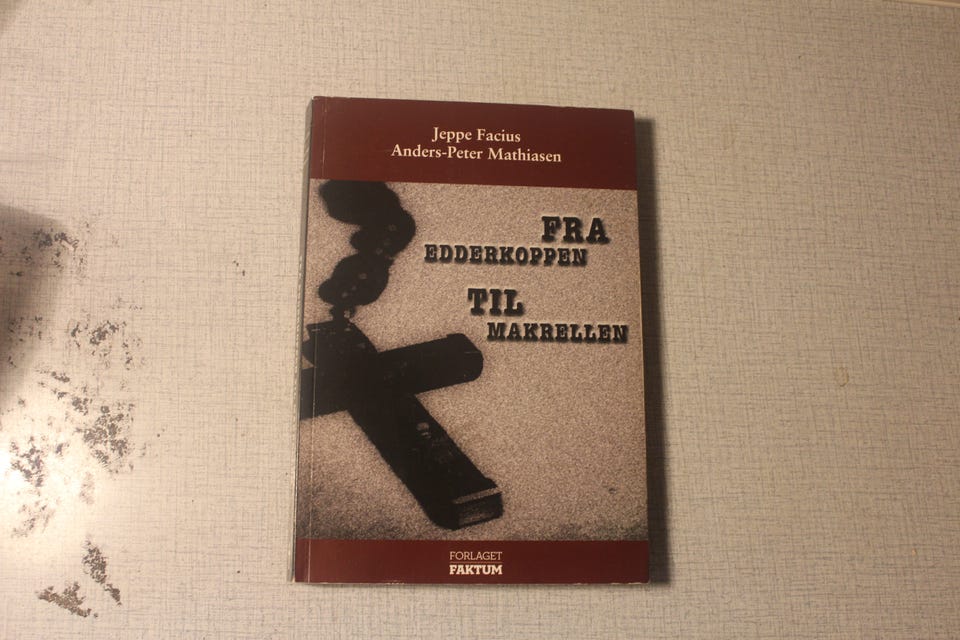 Jeppe Facius
Anders-Peter Mathiasen
FRA
EDDERKOPPEN
TIL
MAKRELLEN
FORLAGET
FAKTUM